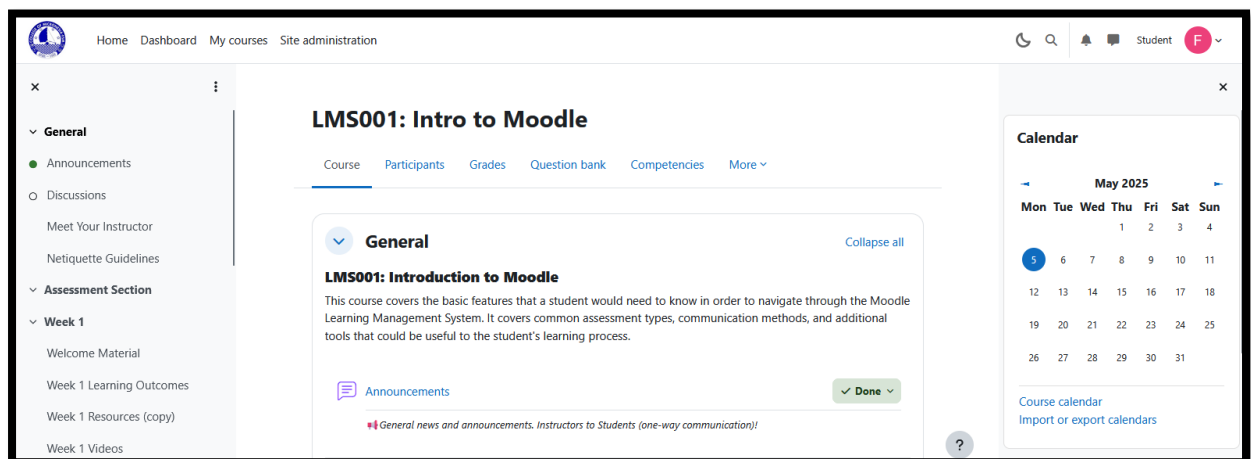 Home Dashboard My courses Site administration
Student F
General
Announcements
Discussions
Meet Your Instructor
Netiquette Guidelines
Assessment Section
Week 1
Welcome Material
Week 1 Learning Outcomes
Week 1 Resources (copy)
Week 1 Videos
LMS001: Intro to Moodle
Course Participants Grades Question bank Competencies More
General Collapse all
LMS001: Introduction to Moodle
This course covers the basic features that a student would need to know in order to navigate through the Moodle
Learning Management System. It covers common assessment types, communication methods, and additional
tools that could be useful to the student's learning process.
Announcements Done
General news and announcements. Instructors to Students (one-way communication)!
?
Calendar
May 2025
Mon Tue Wed Thu Fri Sat Sun
1 2 3 4
5 6 7 8 9 10 11
12 13 14 15 16 17 18
19 20 21 22 23 24 25
26 27 28 29 30 31
Course calendar
Import or export calendars